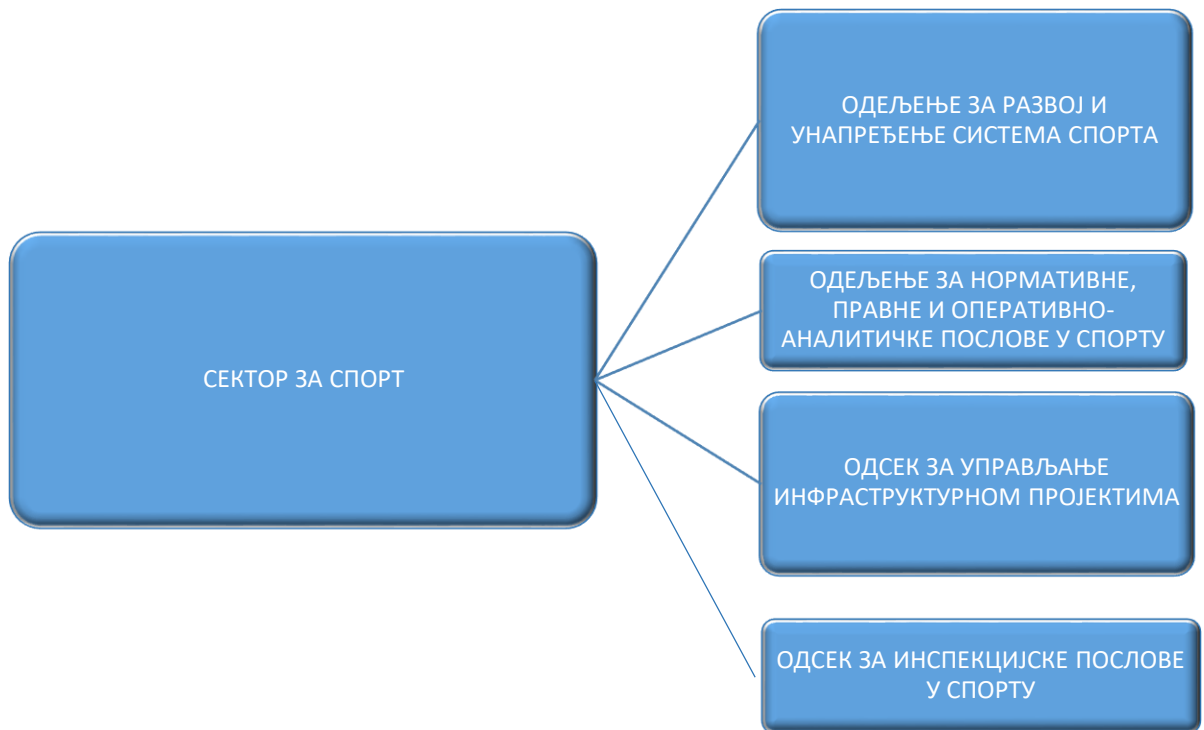 ОДЕЉЕЊЕ ЗА РАЗВОЈ И
УНАПРЕЂЕЊЕ СИСТЕМА СПОРТА
ОДЕЉЕЊЕ ЗА НОРМАТИВНЕ,
ПРАВНЕ И ОПЕРАТИВНО-
АНАЛИТИЧКЕ ПОСЛОВЕ У СПОРТУ
СЕКТОР ЗА СПОРТ
ОДСЕК ЗА УПРАВЉАЊЕ
ИНФРАСТРУКТУРНОМ ПРОЈЕКТИМА
ОДСЕК ЗА ИНСПЕКЦИЈСКЕ ПОСЛОВЕ
У СПОРТУ